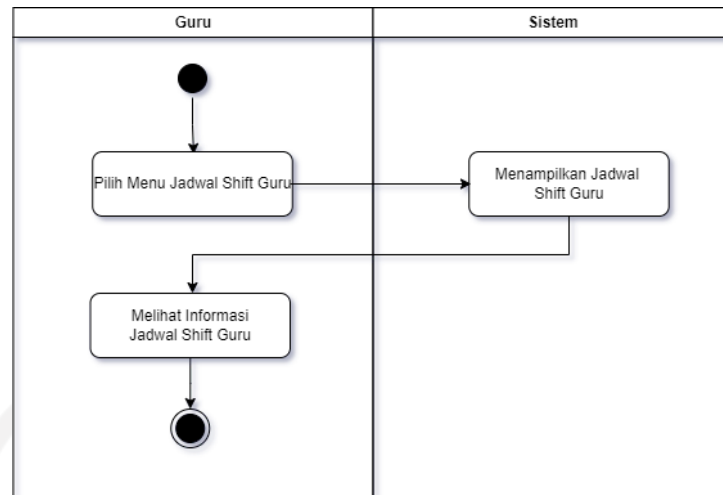 Guru
Sistem
Pilih Menu Jadwal Shift Guru
Menampilkan Jadwal
Shift Guru
Melihat Informasi
Jadwal Shift Guru